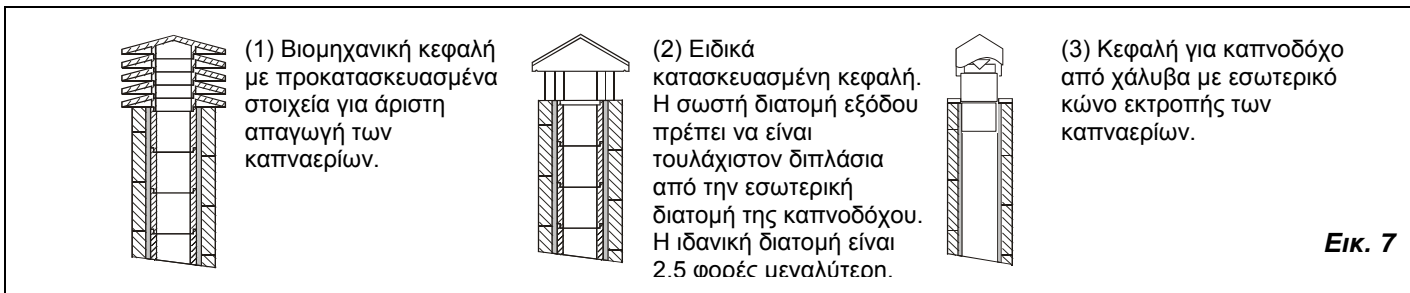 (1) Βιομηχανική κεφαλή
με προκατασκευασμένα
στοιχεία για άριστη
απαγωγή των
καπναερίων.
(2) Ειδικά
κατασκευασμένη κεφαλή.
Η σωστή διατομή εξόδου
πρέπει να είναι
τουλάχιστον διπλάσια
από την εσωτερική
διατομή της καπνοδόχου.
Η ιδανική διατομή είναι
2,5 φορές μεγαλύτερη.
(3) Κεφαλή για καπνοδόχο
από χάλυβα με εσωτερικό
κώνο εκτροπής των
καπναερίων.
Εικ. 7